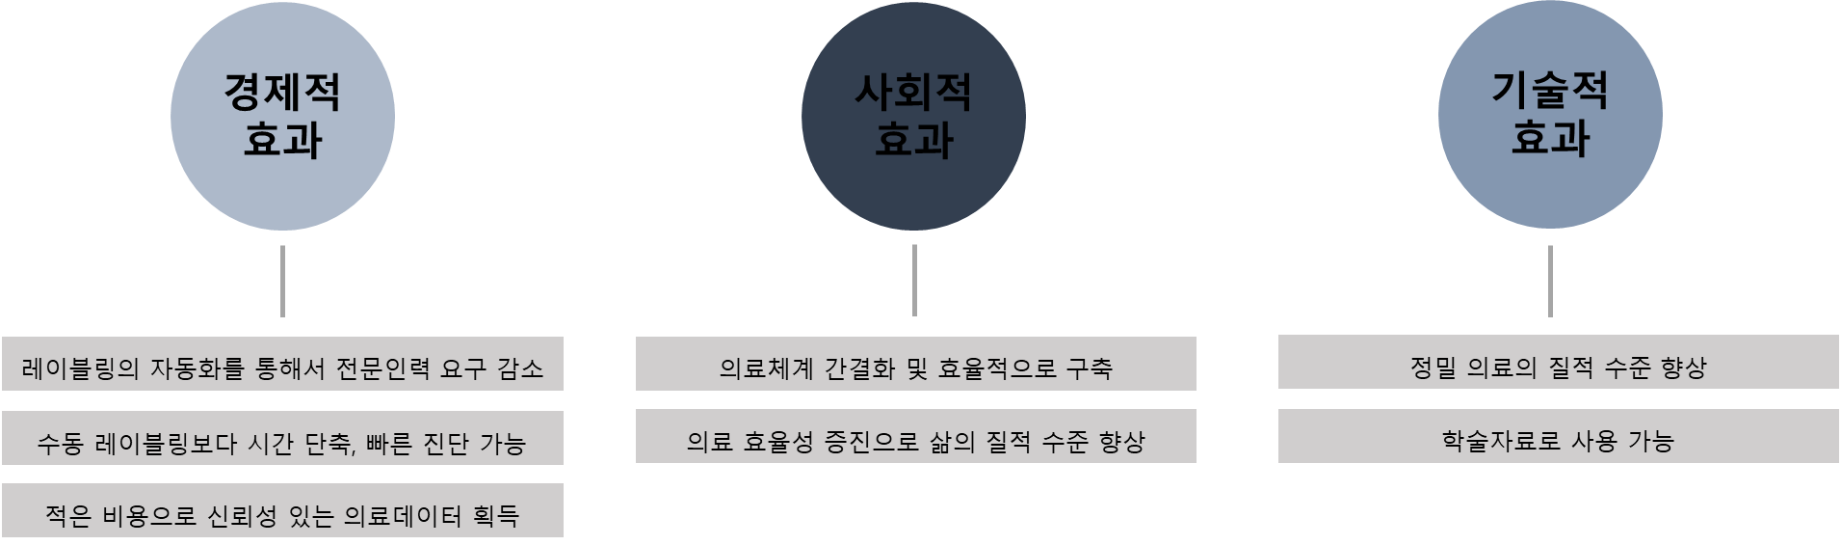 경제적
효과
레이블링의 자동화를 통해서 전문인력 요구 감소
수동 레이블링보다 시간 단축, 빠른 진단 가능
적은 비용으로 신뢰성 있는 의료데이터 획득
사회적
효과
의료체계 간결화 및 효율적으로 구축
의료 효율성 증진으로 삶의 질적 수준 향상
기술적
효과
정밀 의료의 질적 수준 향상
학술자료로 사용 가능